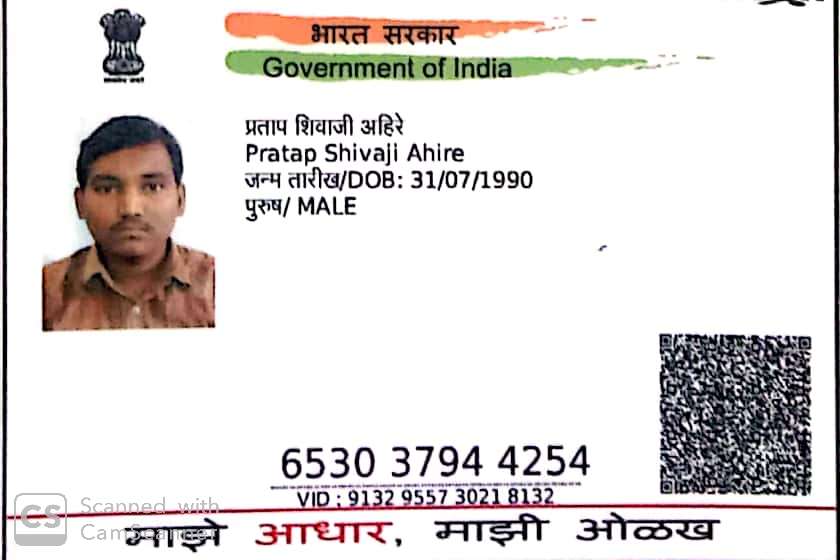 भारत सरकार
Government of India
प्रताप शिवाजी अहिरे
Pratap Shivaji Ahire
जन्म तारीख/DOB: 31/07/1990
पुरुष/ MALE
6530 3794 4254
VID : 9132 9557 3021 8132
CS Scanned with
CamScanner
माझे आधार, माझी ओळख